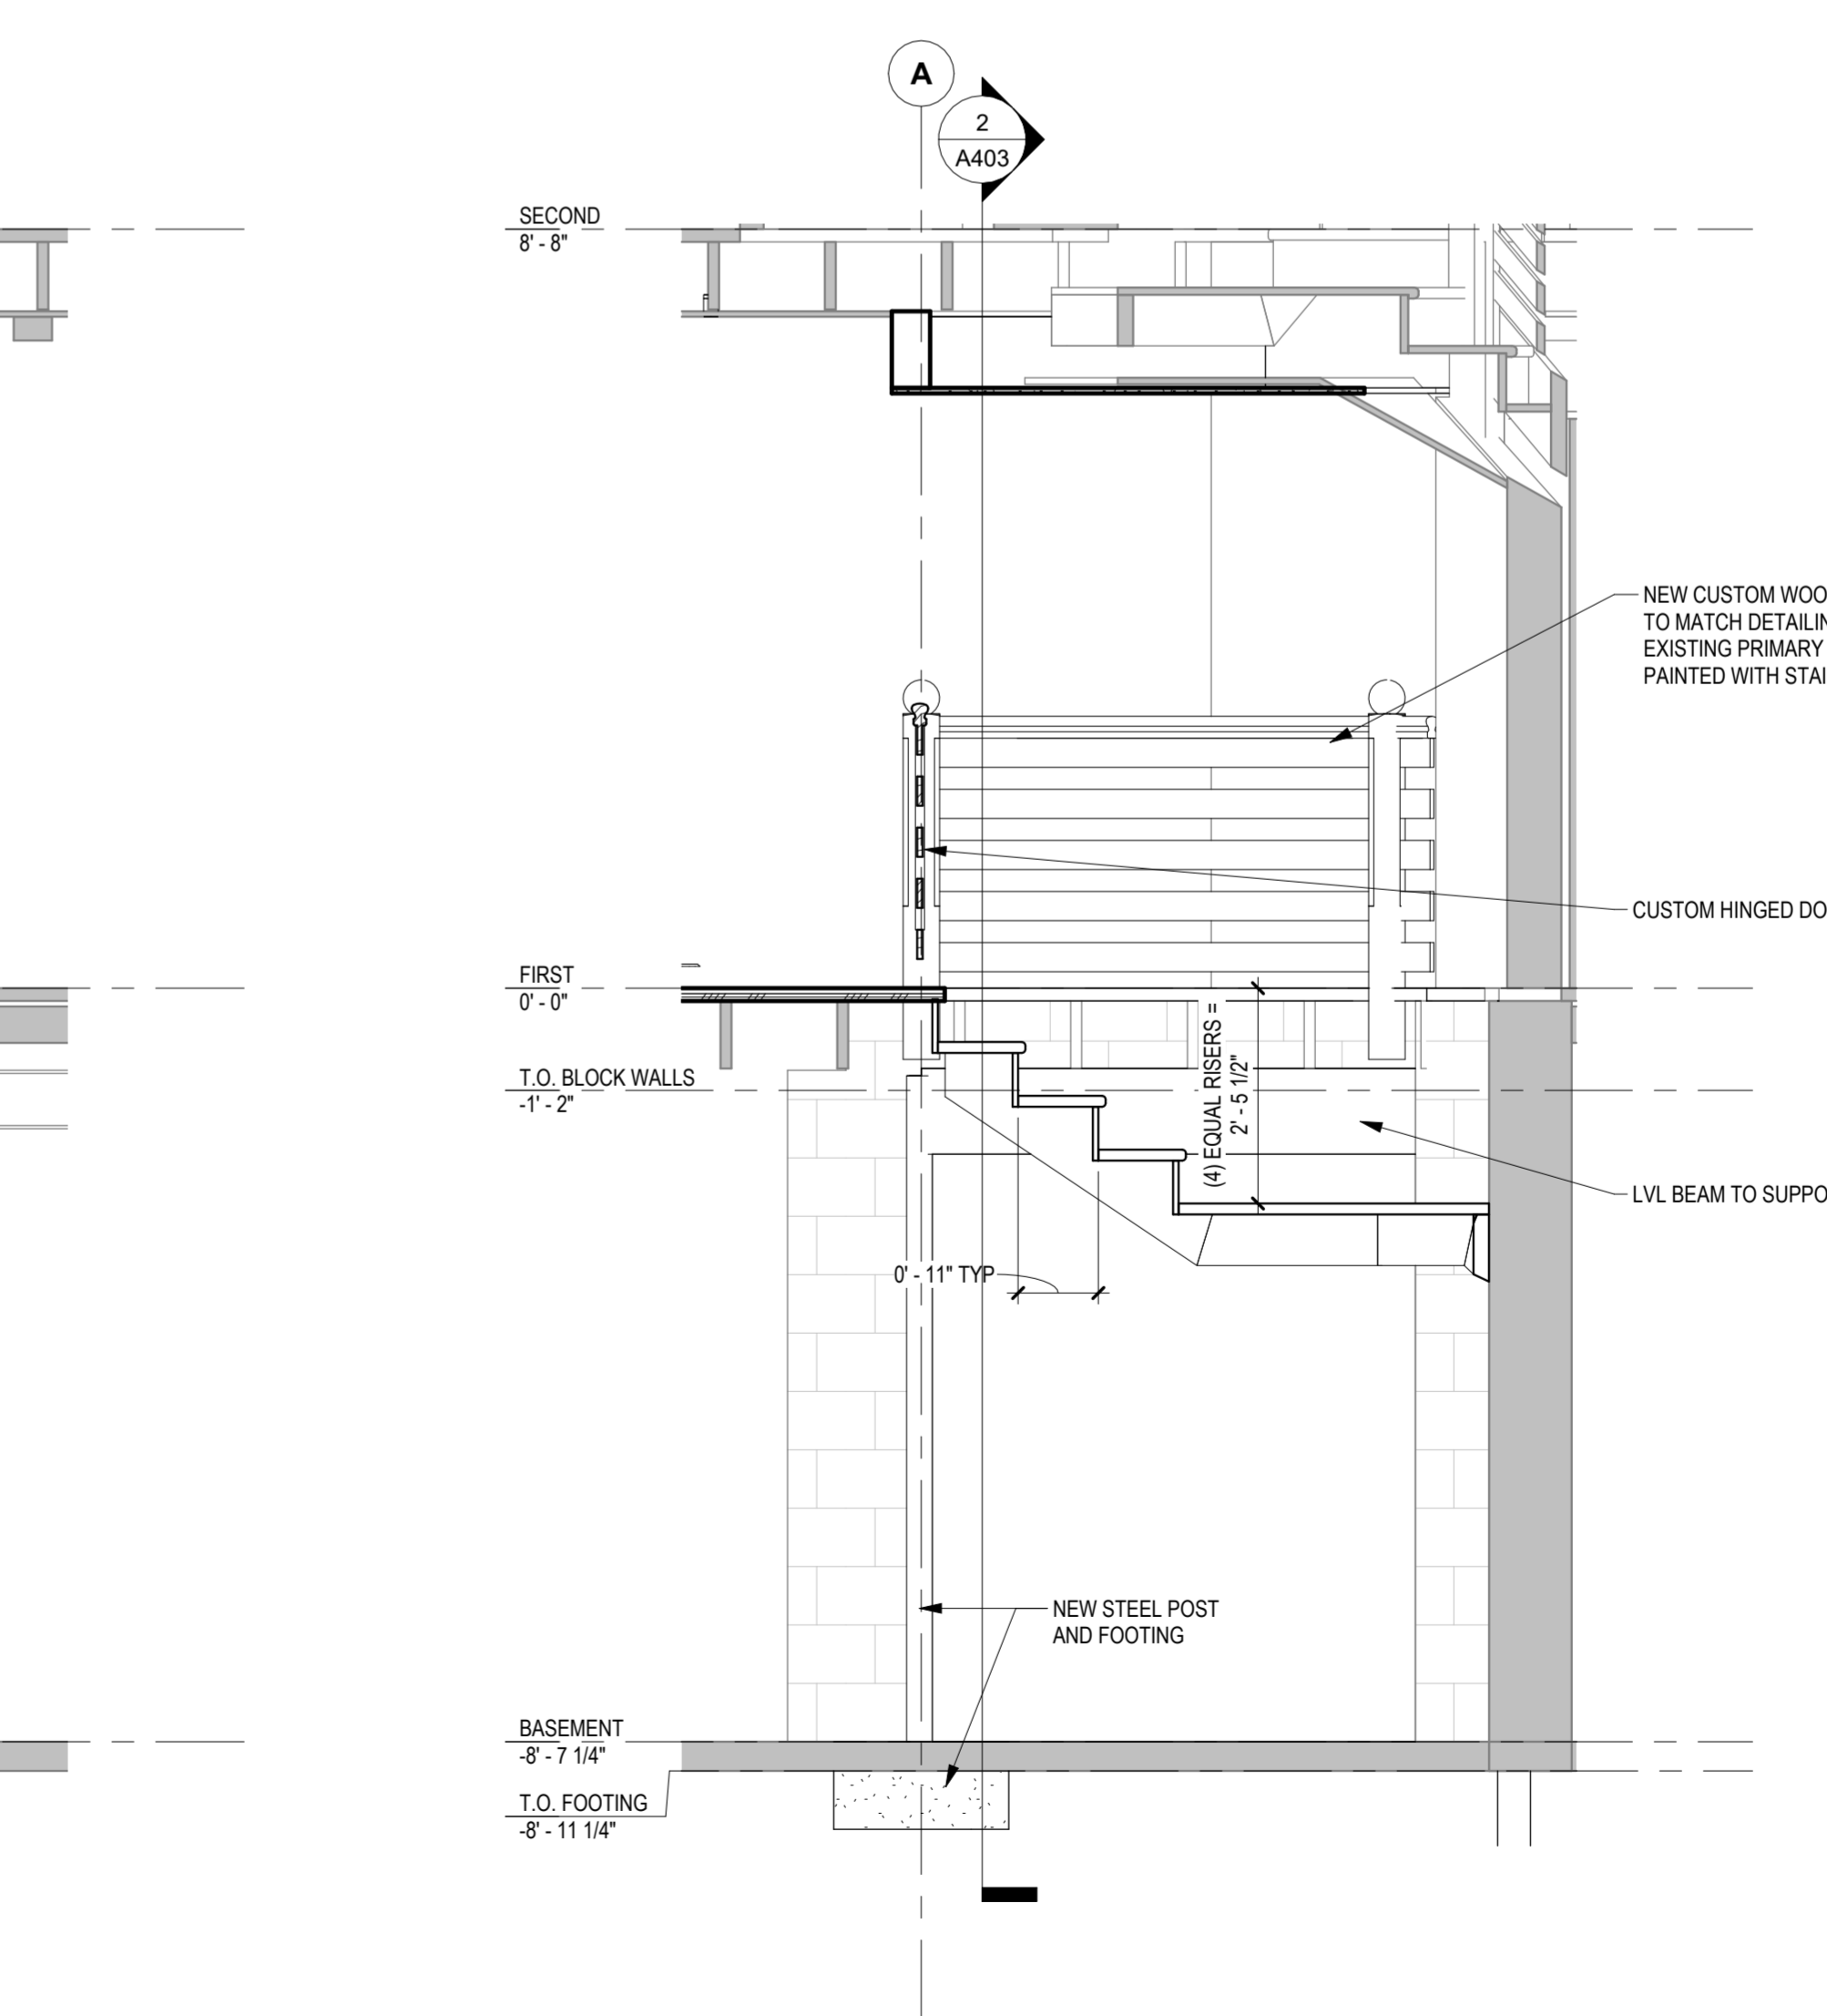 A
2
A403
SECOND
8' - 8"
NEW CUSTOM WOO
TO MATCH DETAILIN
EXISTING PRIMARY
PAINTED WITH STAI
CUSTOM HINGED DO
FIRST
0' - 0"
(4) EQUAL RISERS =
2' - 5 1/2"
T.O. BLOCK WALLS
-1' - 2"
LVL BEAM TO SUPPO
0' - 11" TYP
NEW STEEL POST
AND FOOTING
BASEMENT
-8' - 7 1/4"
T.O. FOOTING
-8' - 11 1/4"